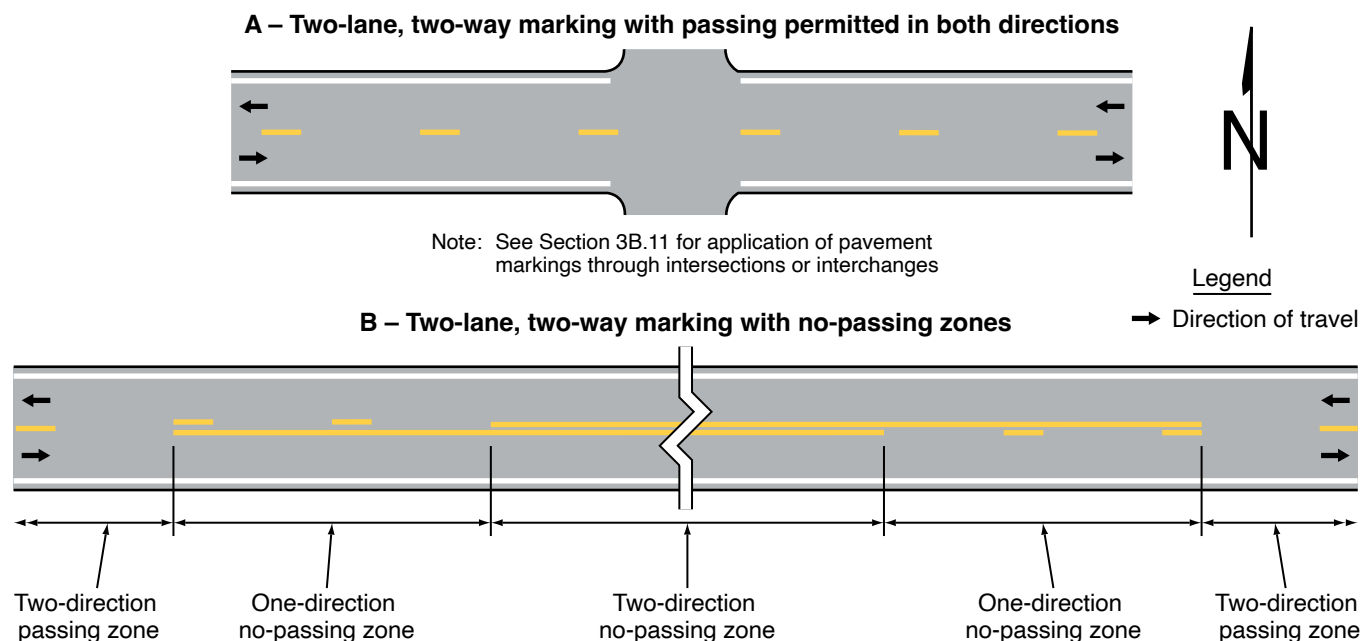 A – Two-lane, two-way marking with passing permitted in both directions
N
Note: See Section 3B.11 for application of pavement
markings through intersections or interchanges
Legend
Direction of travel
B – Two-lane, two-way marking with no-passing zones
Two-direction
passing zone
One-direction
no-passing zone
Two-direction
no-passing zone
One-direction
no-passing zone
Two-direction
passing zone